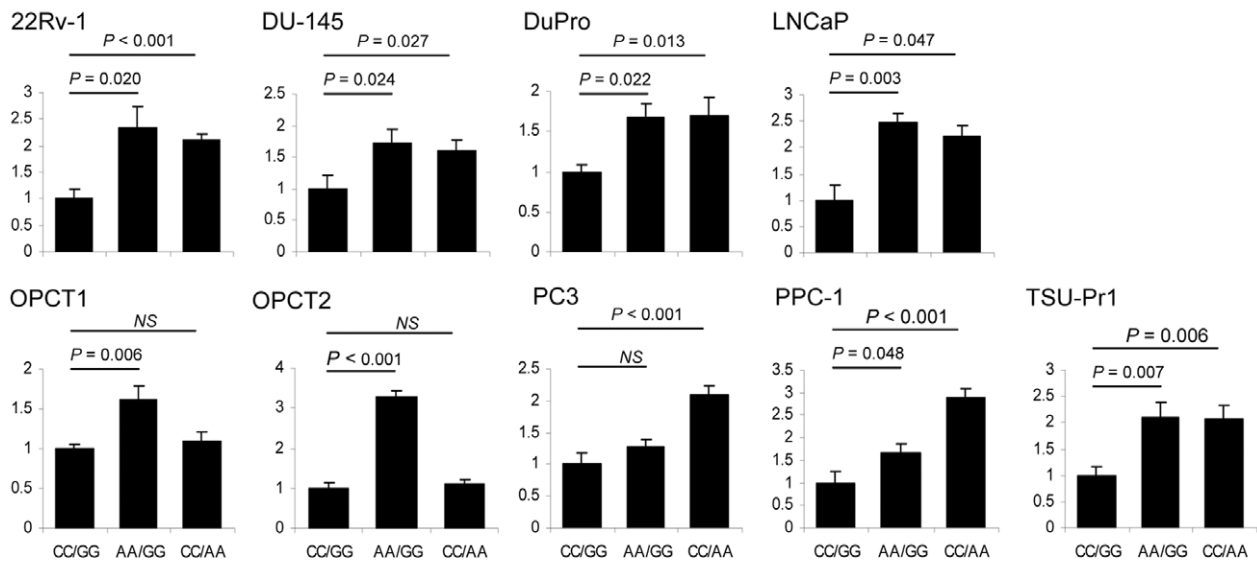 22Rv-1
P < 0.001
P = 0.020
3
2.5
2
1.5
1
0.5
0
DU-145
P = 0.027
P = 0.024
2.5
2
1.5
1
0.5
0
DuPro
P = 0.013
P = 0.022
2
1.5
1
0.5
0
LNCaP
P = 0.047
P = 0.003
3
2.5
2
1.5
1
0.5
0
OPCT1
NS
P = 0.006
2
1.5
1
0.5
0
CC/GG AA/GG CC/AA
OPCT2
NS
P < 0.001
4
3
2
1
0
CC/GG AA/GG CC/AA
PC3
P < 0.001
NS
2.5
2
1.5
1
0.5
0
CC/GG AA/GG CC/AA
PPC-1
P < 0.001
P = 0.048
3.5
3
2.5
2
1.5
1
0.5
0
CC/GG AA/GG CC/AA
TSU-Pr1
P = 0.006
P = 0.007
3
2.5
2
1.5
1
0.5
0
CC/GG AA/GG CC/AA